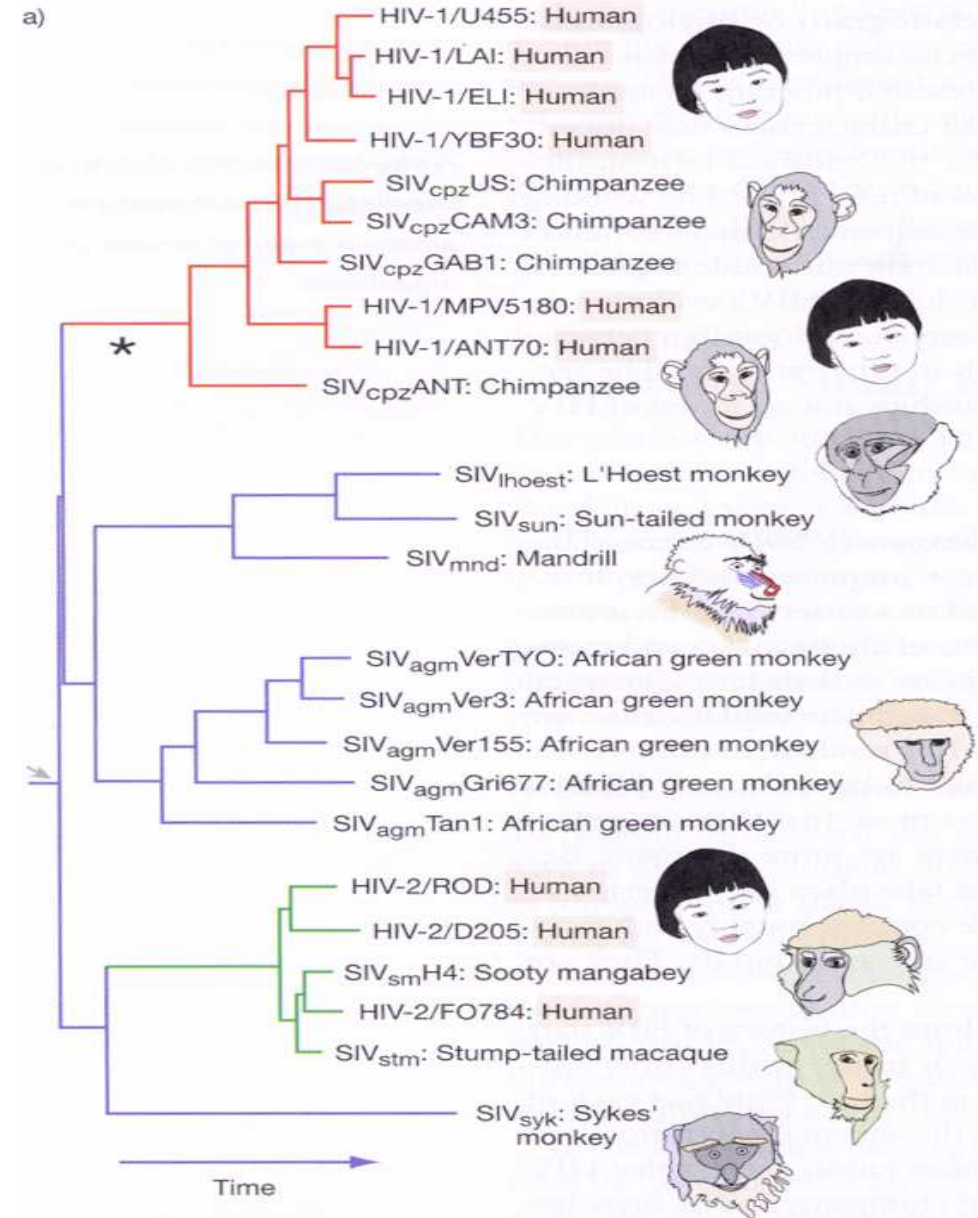 a)
HIV-1/U455: Human
HIV-1/LAI: Human
HIV-1/ELI: Human
HIV-1/YBF30: Human
SIVcpzUS: Chimpanzee
SIVcpzCAM3: Chimpanzee
SIVcpzGAB1: Chimpanzee
HIV-1/MPV5180: Human
*
HIV-1/ANT70: Human
SIVcpzANT: Chimpanzee
SIVlhoest: L'Hoest monkey
SIVsun: Sun-tailed monkey
SIVmnd: Mandrill
SIVagmVerTYO: African green monkey
SIVagmVer3: African green monkey
SIVagmVer155: African green monkey
SIVagmGri677: African green monkey
SIVagmTan1: African green monkey
HIV-2/ROD: Human
HIV-2/D205: Human
SIVsmH4: Sooty mangabey
HIV-2/FO784: Human
SIVstm: Stump-tailed macaque
SIVsyk: Sykes'
monkey
Time